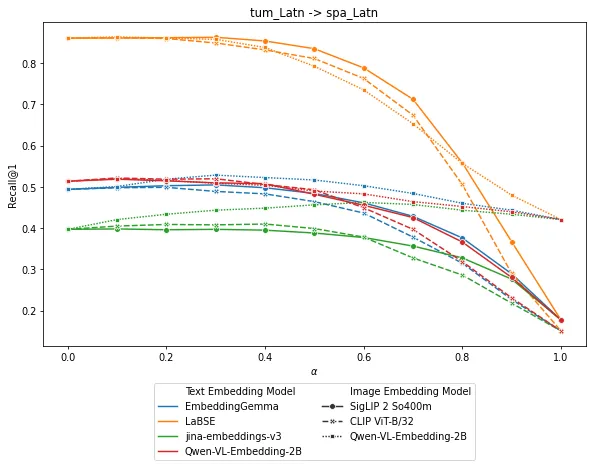 tum_Latn -> spa_Latn
Recall@1
0.8
0.7
0.6
0.5
0.4
0.3
0.2
0.0 0.2 0.4 0.6 0.8 1.0
α
Text Embedding Model Image Embedding Model
EmbeddingGemma SigLIP 2 So400m
LaBSE CLIP ViT-B/32
jina-embeddings-v3 Qwen-VL-Embedding-2B
Qwen-VL-Embedding-2B